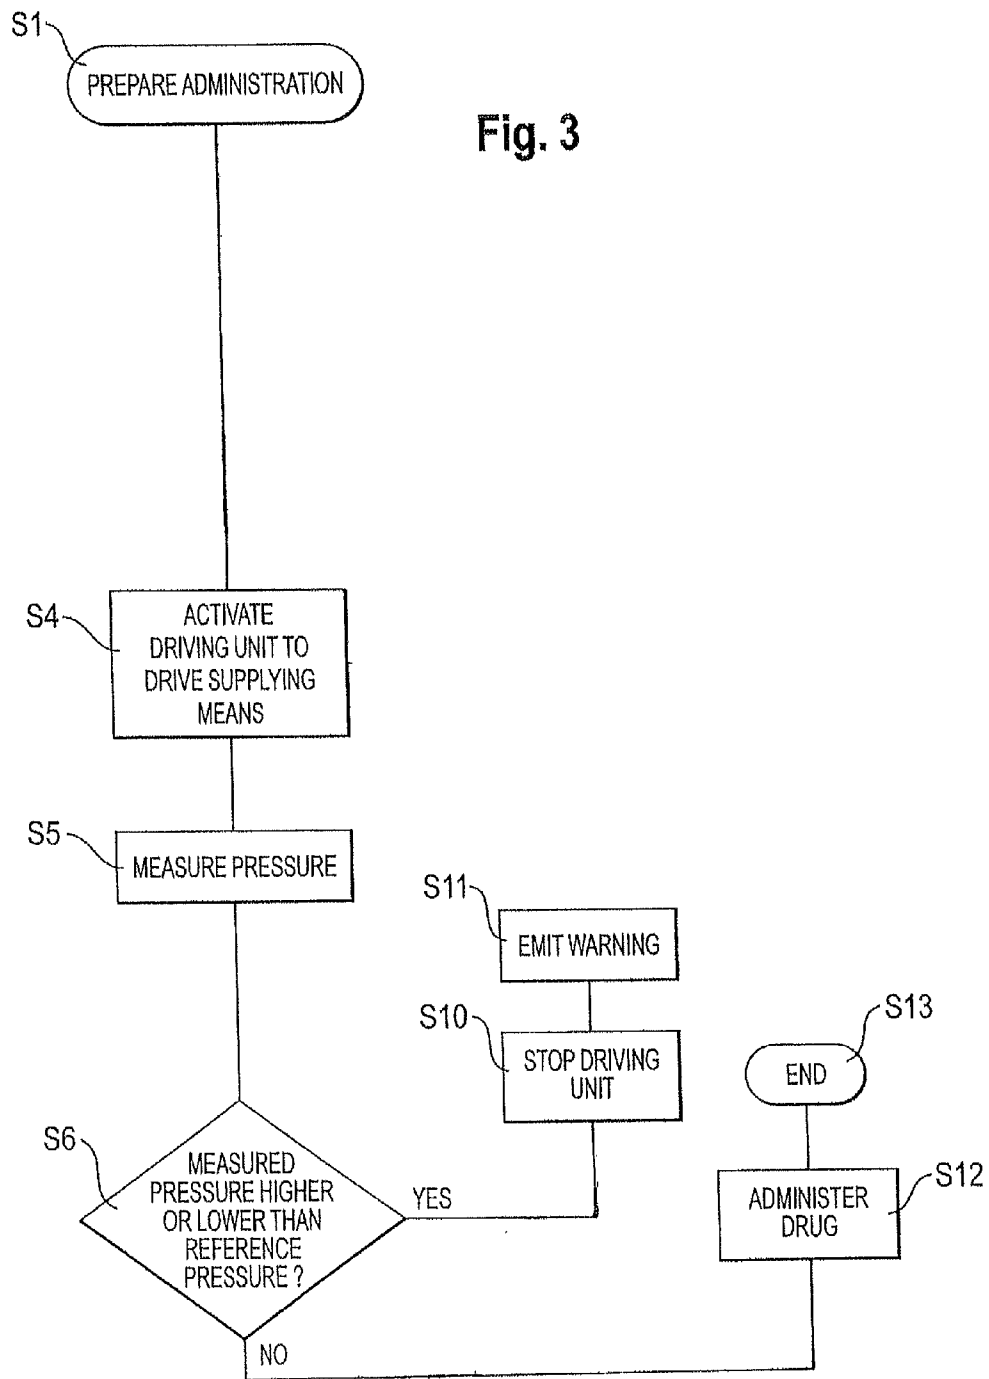 S1
PREPARE ADMINISTRATION
Fig. 3
S4
ACTIVATE
DRIVING UNIT TO
DRIVE SUPPLYING
MEANS
S5
MEASURE PRESSURE
S11
EMIT WARNING
S10
STOP DRIVING
UNIT
S13
END
S6
MEASURED
PRESSURE HIGHER
OR LOWER THAN
REFERENCE
PRESSURE ?
YES
S12
ADMINISTER
DRUG
NO